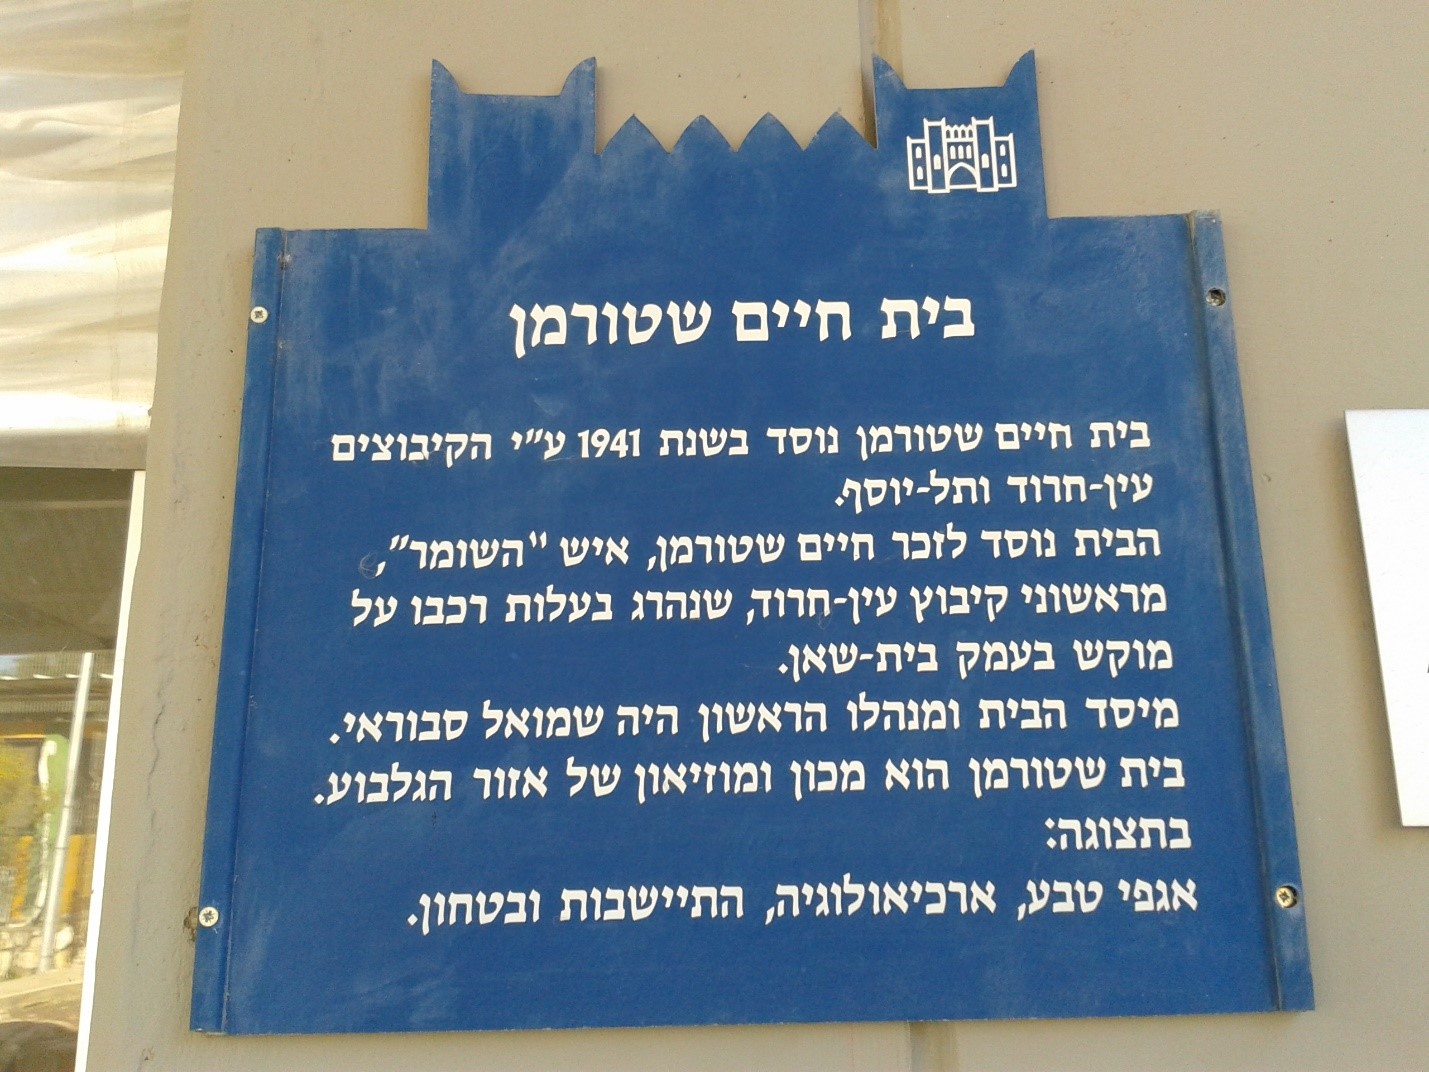 בית חיים שטורמן
בית חיים שטורמן נוסד בשנת 1941 ע״י הקיבוצים
עין-חרוד ותל-יוסף.
הבית נוסד לזכר חיים שטורמן, איש "השומר",
מראשוני קיבוץ עין-חרוד, שנהרג בעלות רכבו על
מוקש בעמק בית-שאן.
מיסד הבית ומנהלו הראשון היה שמואל סבוראי.
בית שטורמן הוא מכון ומוזיאון של אזור הגלבוע.
בתצוגה:
אגפי טבע, ארכיאולוגיה, התיישבות ובטחון.